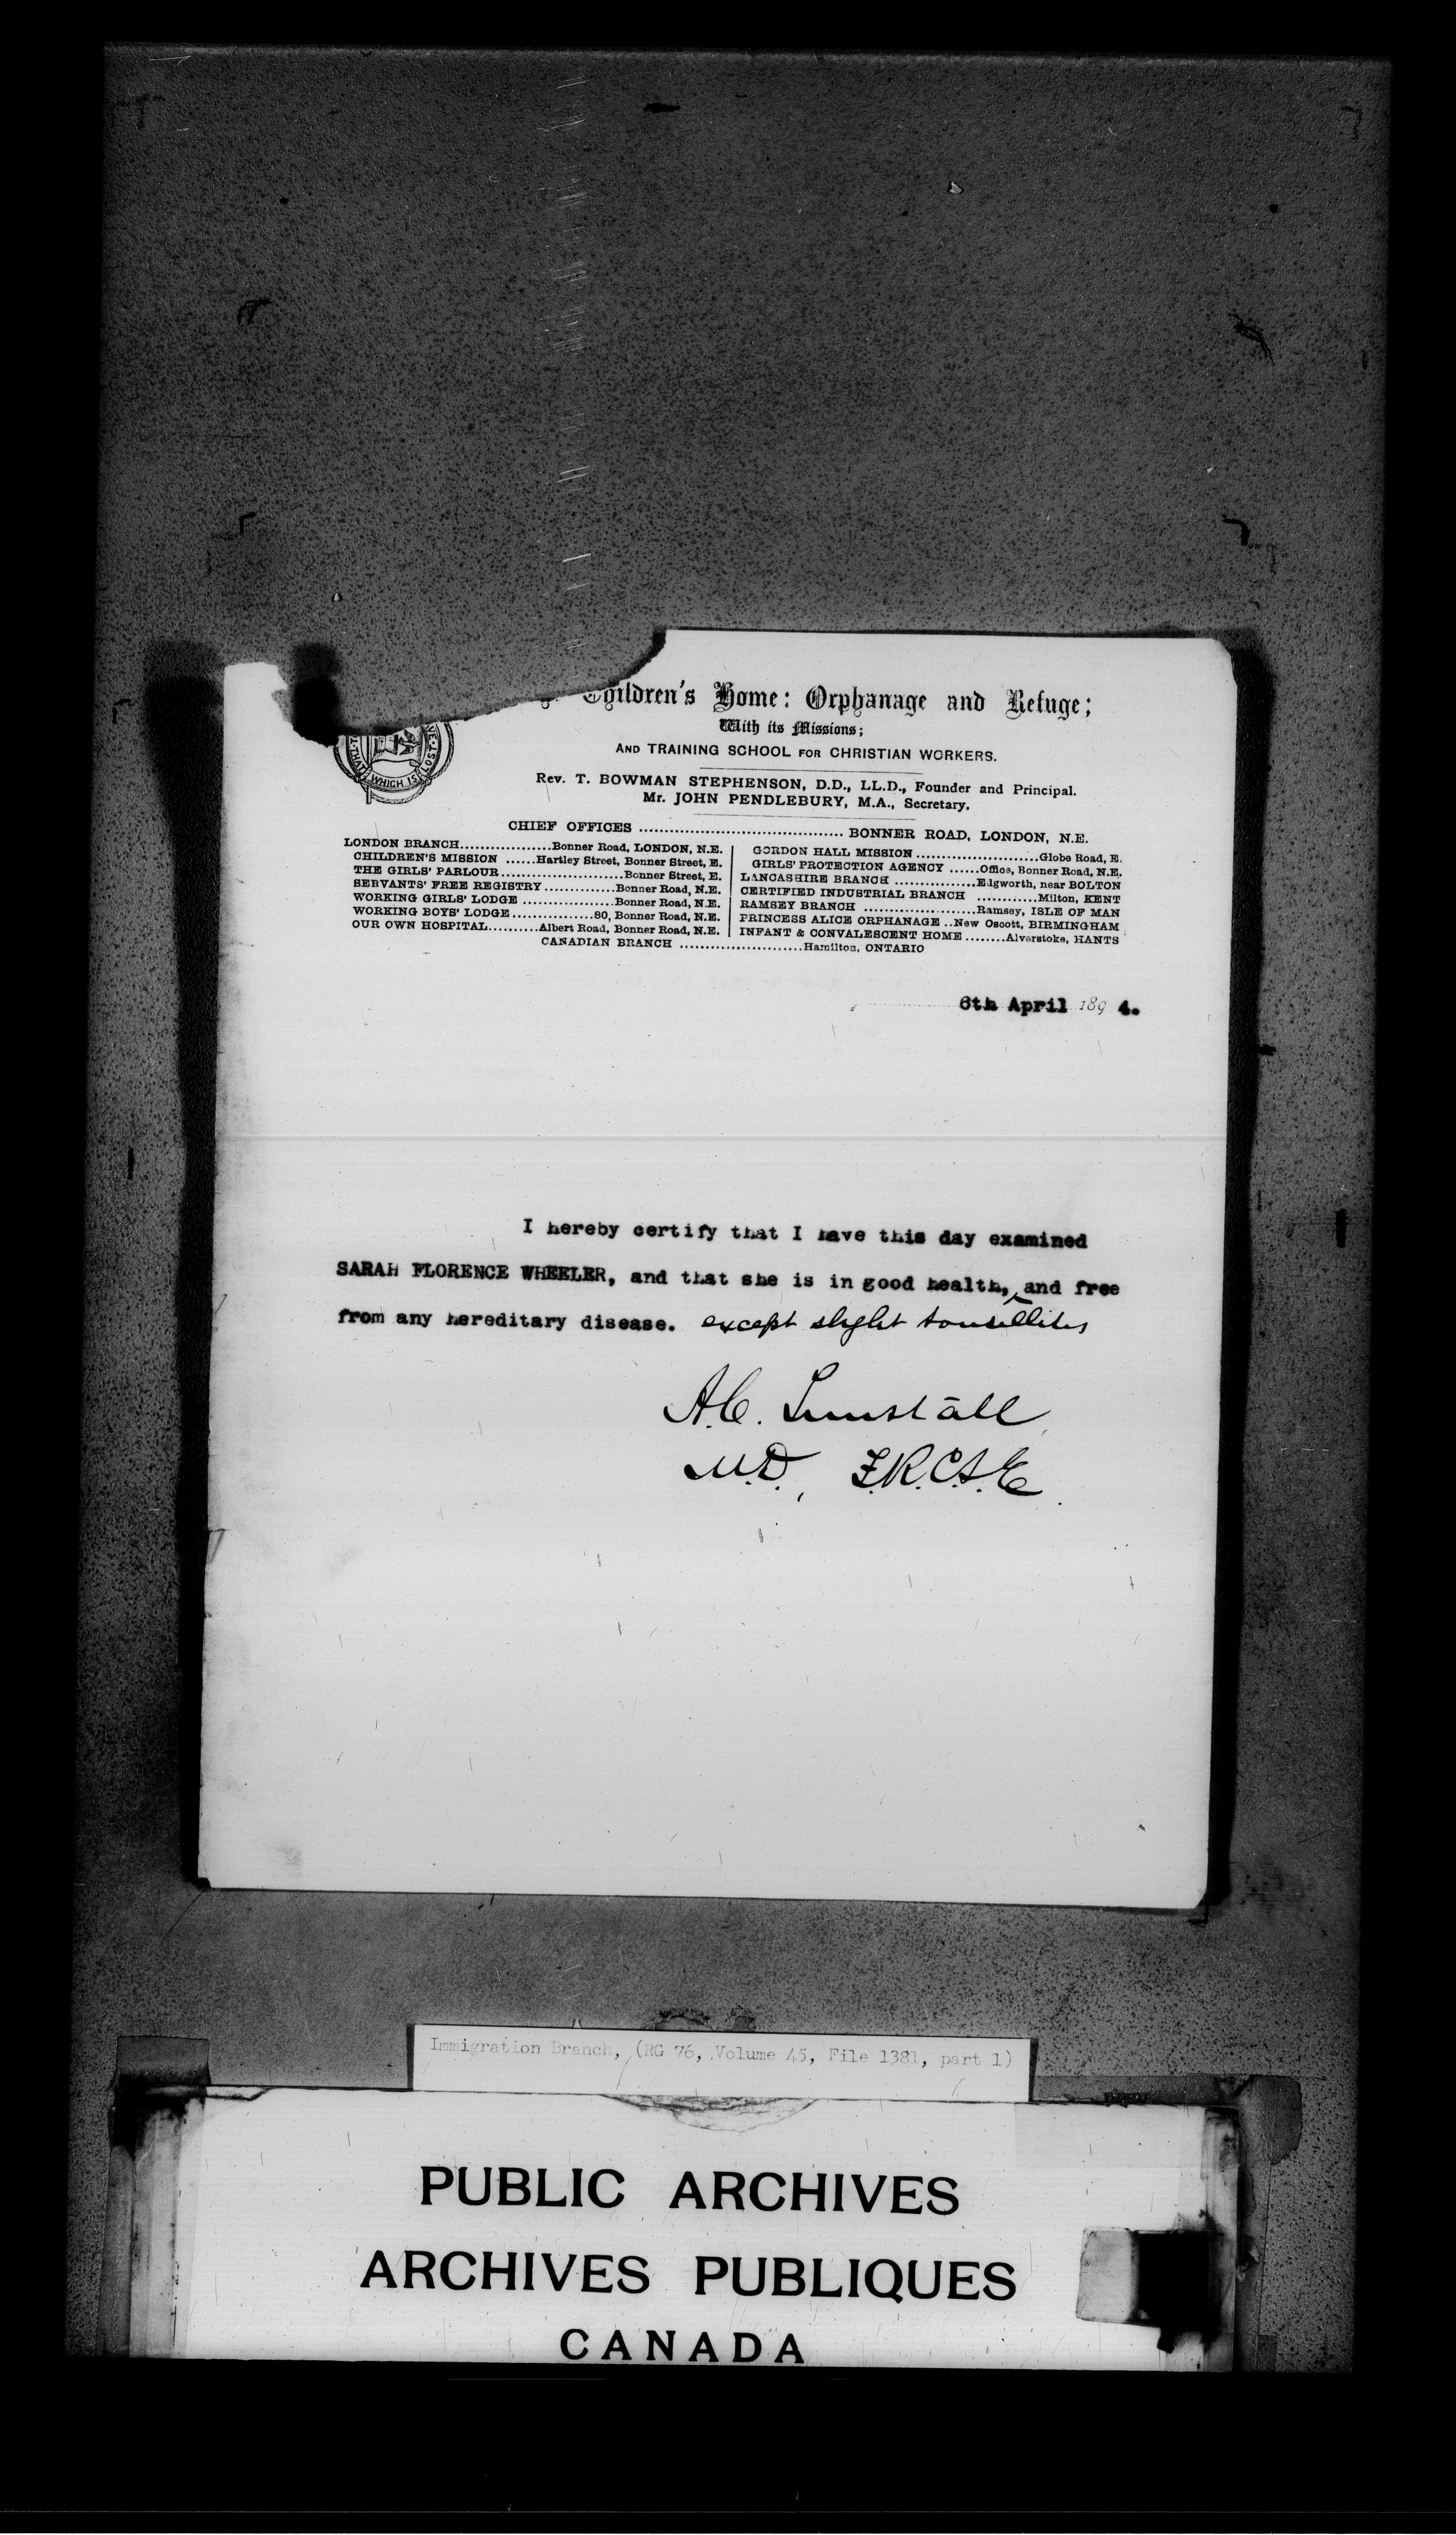 Children's Home: Orphanage and Refuge;
With its Missions;
AND TRAINING SCHOOL FOR CHRISTIAN WORKERS.
THAT WHICH IS LOST
Rev. T. BOWMAN STEPHENSON, D.D., LL.D., Founder and Principal.
Mr. JOHN PENDLEBURY, M.A., Secretary.
CHIEF OFFICES ........................................ BONNER ROAD, LONDON, N.E.
LONDON BRANCH..................Bonner Road, LONDON, N.E.
CHILDREN'S MISSION ......Hartley Street, Bonner Street, E.
THE GIRLS' PARLOUR........................Bonner Street, E.
SERVANTS' FREE REGISTRY..............Bonner Road, N.E.
WORKING GIRLS' LODGE ..................Bonner Road, N.E.
WORKING BOYS' LODGE................80, Bonner Road, N.E.
OUR OWN HOSPITAL..........Albert Road, Bonner Road, N.E.
GORDON HALL MISSION ........................Globe Road, E.
GIRLS' PROTECTION AGENCY ......Office, Bonner Road, N.E.
LANCASHIRE BRANCH ................Edgworth, near BOLTON
CERTIFIED INDUSTRIAL BRANCH ............Milton, KENT
RAMSEY BRANCH ......................Ramsey, ISLE OF MAN
PRINCESS ALICE ORPHANAGE ..New Oscott, BIRMINGHAM
INFANT & CONVALESCENT HOME ........Alverstoke, HANTS
CANADIAN BRANCH ........................Hamilton, ONTARIO
6th April 189 4.
I hereby certify that I have this day examined
SARAH FLORENCE WHEELER, and that she is in good health, and free
from any hereditary disease. except slight tonsillitis
A.C. Tunstall
M.D., F.R.C.S.E.
Immigration Branch, (RG 76, Volume 45, File 1381, part 1)
PUBLIC ARCHIVES
ARCHIVES PUBLIQUES
CANADA